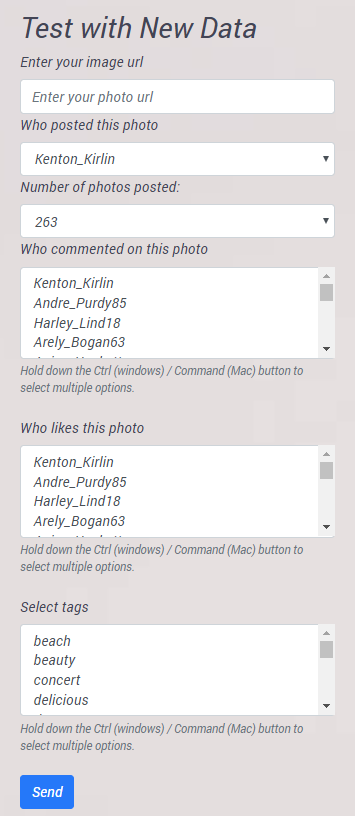 Test with New Data
Enter your image url
Enter your photo url
Who posted this photo
Kenton_Kirlin
Number of photos posted:
263
Who commented on this photo
Kenton_Kirlin
Andre_Purdy85
Harley_Lind18
Arely_Bogan63
Hold down the Ctrl (windows) / Command (Mac) button to
select multiple options.
Who likes this photo
Kenton_Kirlin
Andre_Purdy85
Harley_Lind18
Arely_Bogan63
Hold down the Ctrl (windows) / Command (Mac) button to
select multiple options.
Select tags
beach
beauty
concert
delicious
Hold down the Ctrl (windows) / Command (Mac) button to
select multiple options.
Send